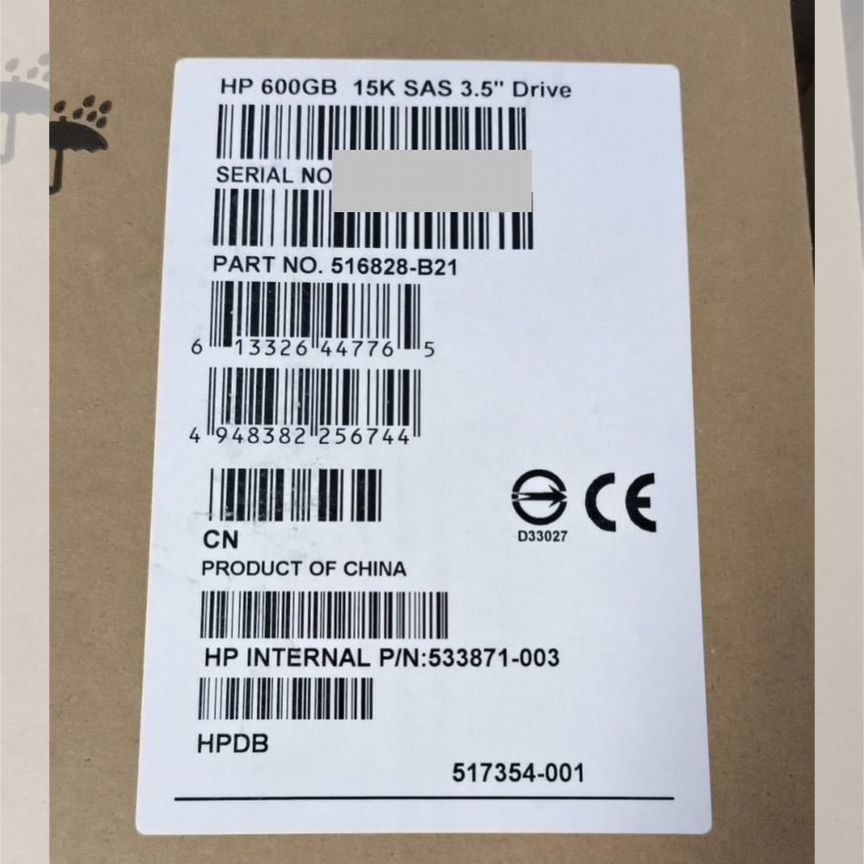 HP 600GB 15K SAS 3.5" Drive
SERIAL NO
PART NO. 516828-B21
6 13326 44776 5
4 948382 256744
D33027
CN
PRODUCT OF CHINA
HP INTERNAL P/N:533871-003
HPDB
517354-001